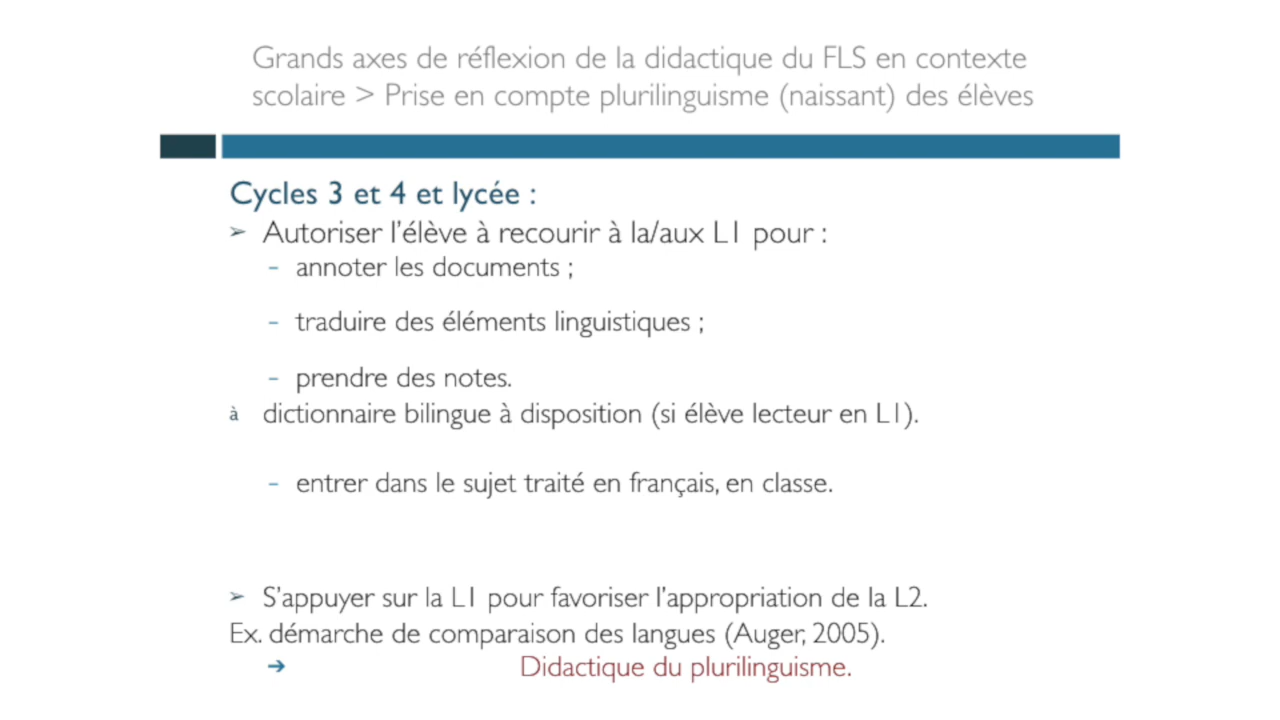 Grands axes de réflexion de la didactique du FLS en contexte
scolaire > Prise en compte plurilinguisme (naissant) des élèves
Cycles 3 et 4 et lycée :
➢ Autoriser l’élève à recourir à la/aux L1 pour :
- annoter les documents ;
- traduire des éléments linguistiques ;
- prendre des notes.
à dictionnaire bilingue à disposition (si élève lecteur en L1).
- entrer dans le sujet traité en français, en classe.
➢ S’appuyer sur la L1 pour favoriser l’appropriation de la L2.
Ex. démarche de comparaison des langues (Auger, 2005).
➔ Didactique du plurilinguisme.